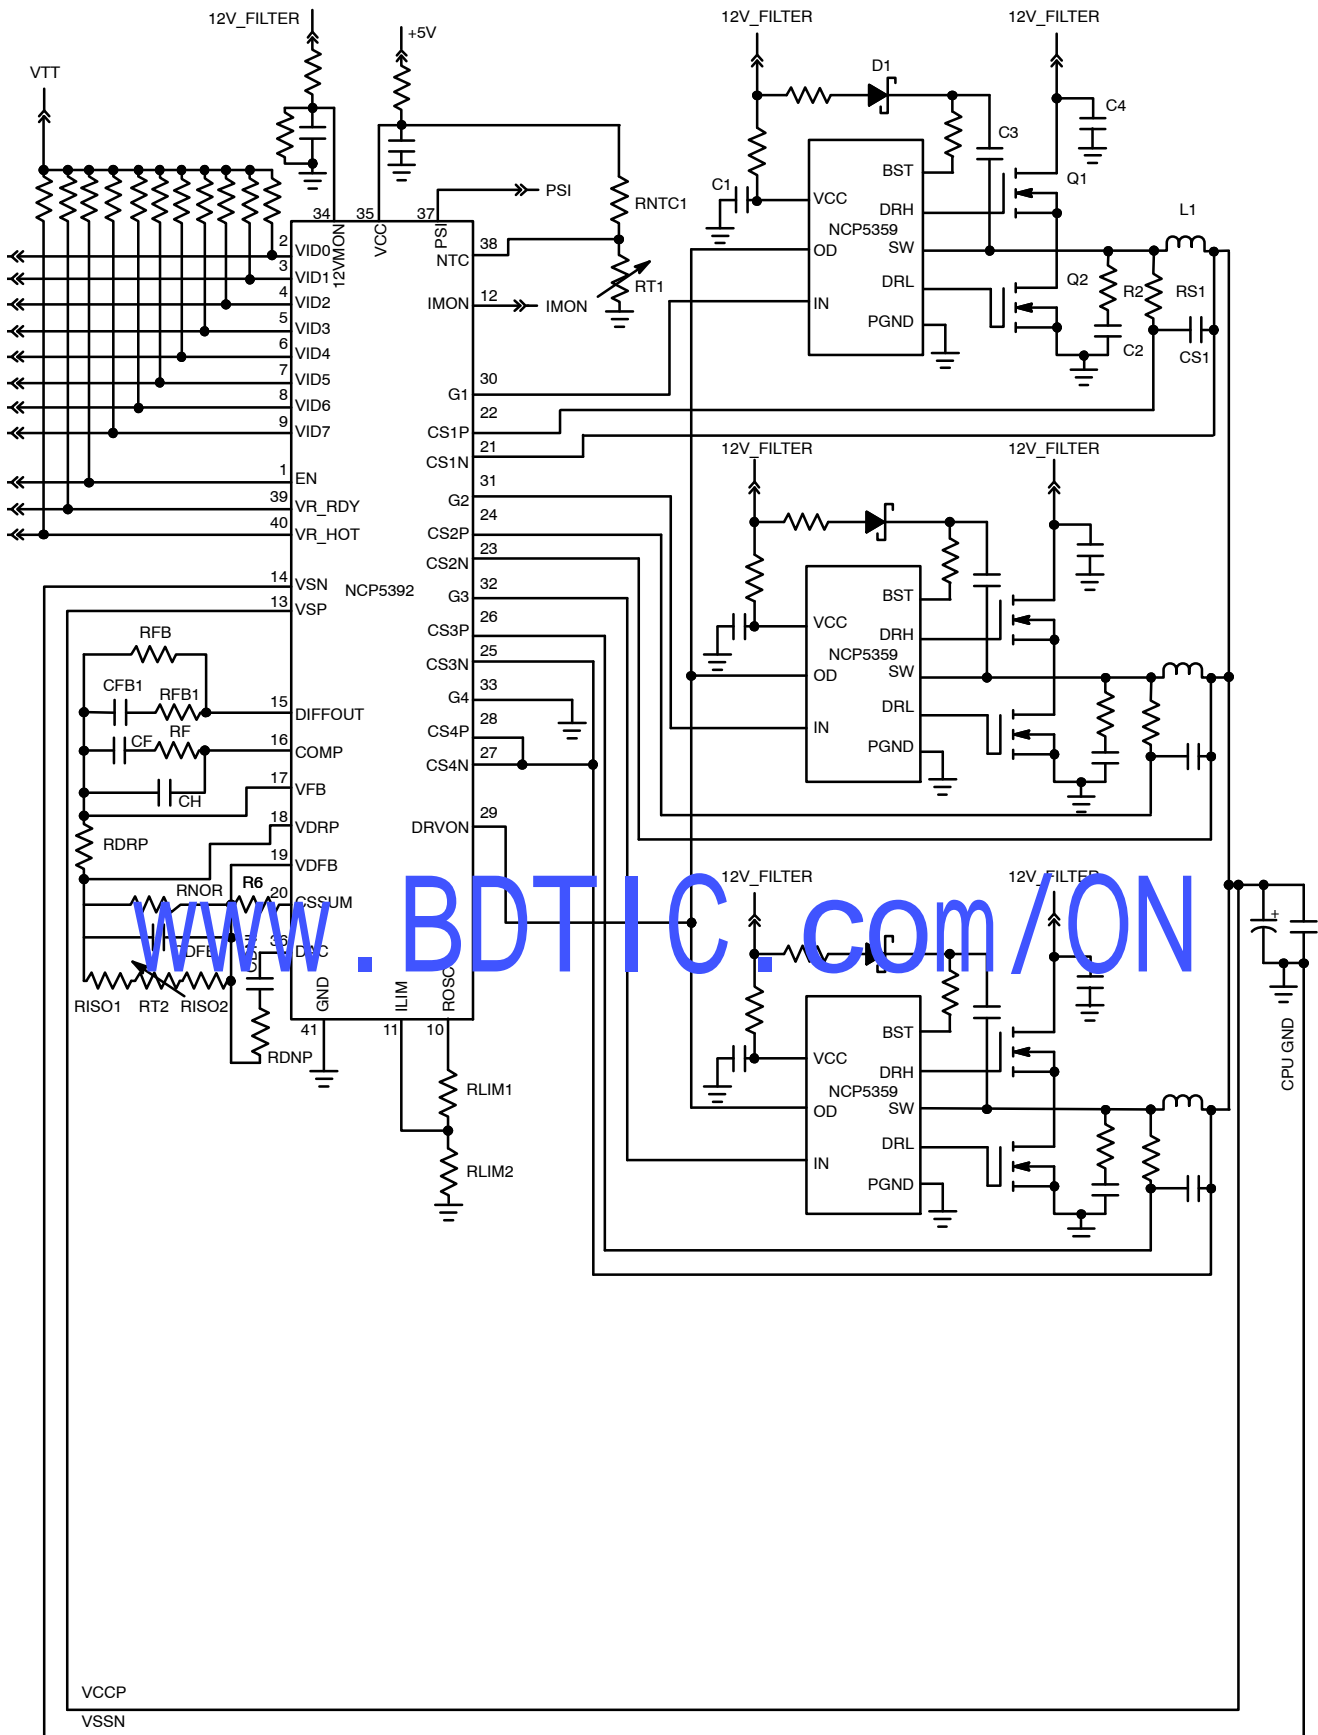 12V_FILTER
+5V
VTT
12V_FILTER
12V_FILTER
D1
C4
C3
BST
Q1
C1
VCC
DRH
NCP5359
OD
SW
L1
DRL
Q2
R2
RS1
IN
PGND
C2
CS1
PSI
RNTC1
RT1
IMON
34
35
37
12VMON
VCC
PSI
2
VID0
3
VID1
4
VID2
5
VID3
6
VID4
7
VID5
8
VID6
9
VID7
1
EN
39
VR_RDY
40
VR_HOT
14
VSN
13
VSP
NCP5392
38
NTC
12
IMON
30
G1
22
CS1P
21
CS1N
31
G2
24
CS2P
23
CS2N
32
G3
26
CS3P
25
CS3N
33
G4
28
CS4P
27
CS4N
29
DRVON
RFB
CFB1
RFB1
15
DIFFOUT
CF
RF
16
COMP
CH
17
VFB
18
VDRP
RDRP
19
VDFB
RNOR
R6
20
CSSUM
36
DAC
RISO1
RT2
RISO2
RDNP
GND
ILIM
ROSC
41
11
10
RLIM1
RLIM2
12V_FILTER
12V_FILTER
BST
VCC
DRH
NCP5359
OD
SW
DRL
IN
PGND
12V_FILTER
12V_FILTER
www.BDTIC.com/ON
BST
VCC
DRH
NCP5359
OD
SW
DRL
IN
PGND
+
CPU GND
VCCP
VSSN